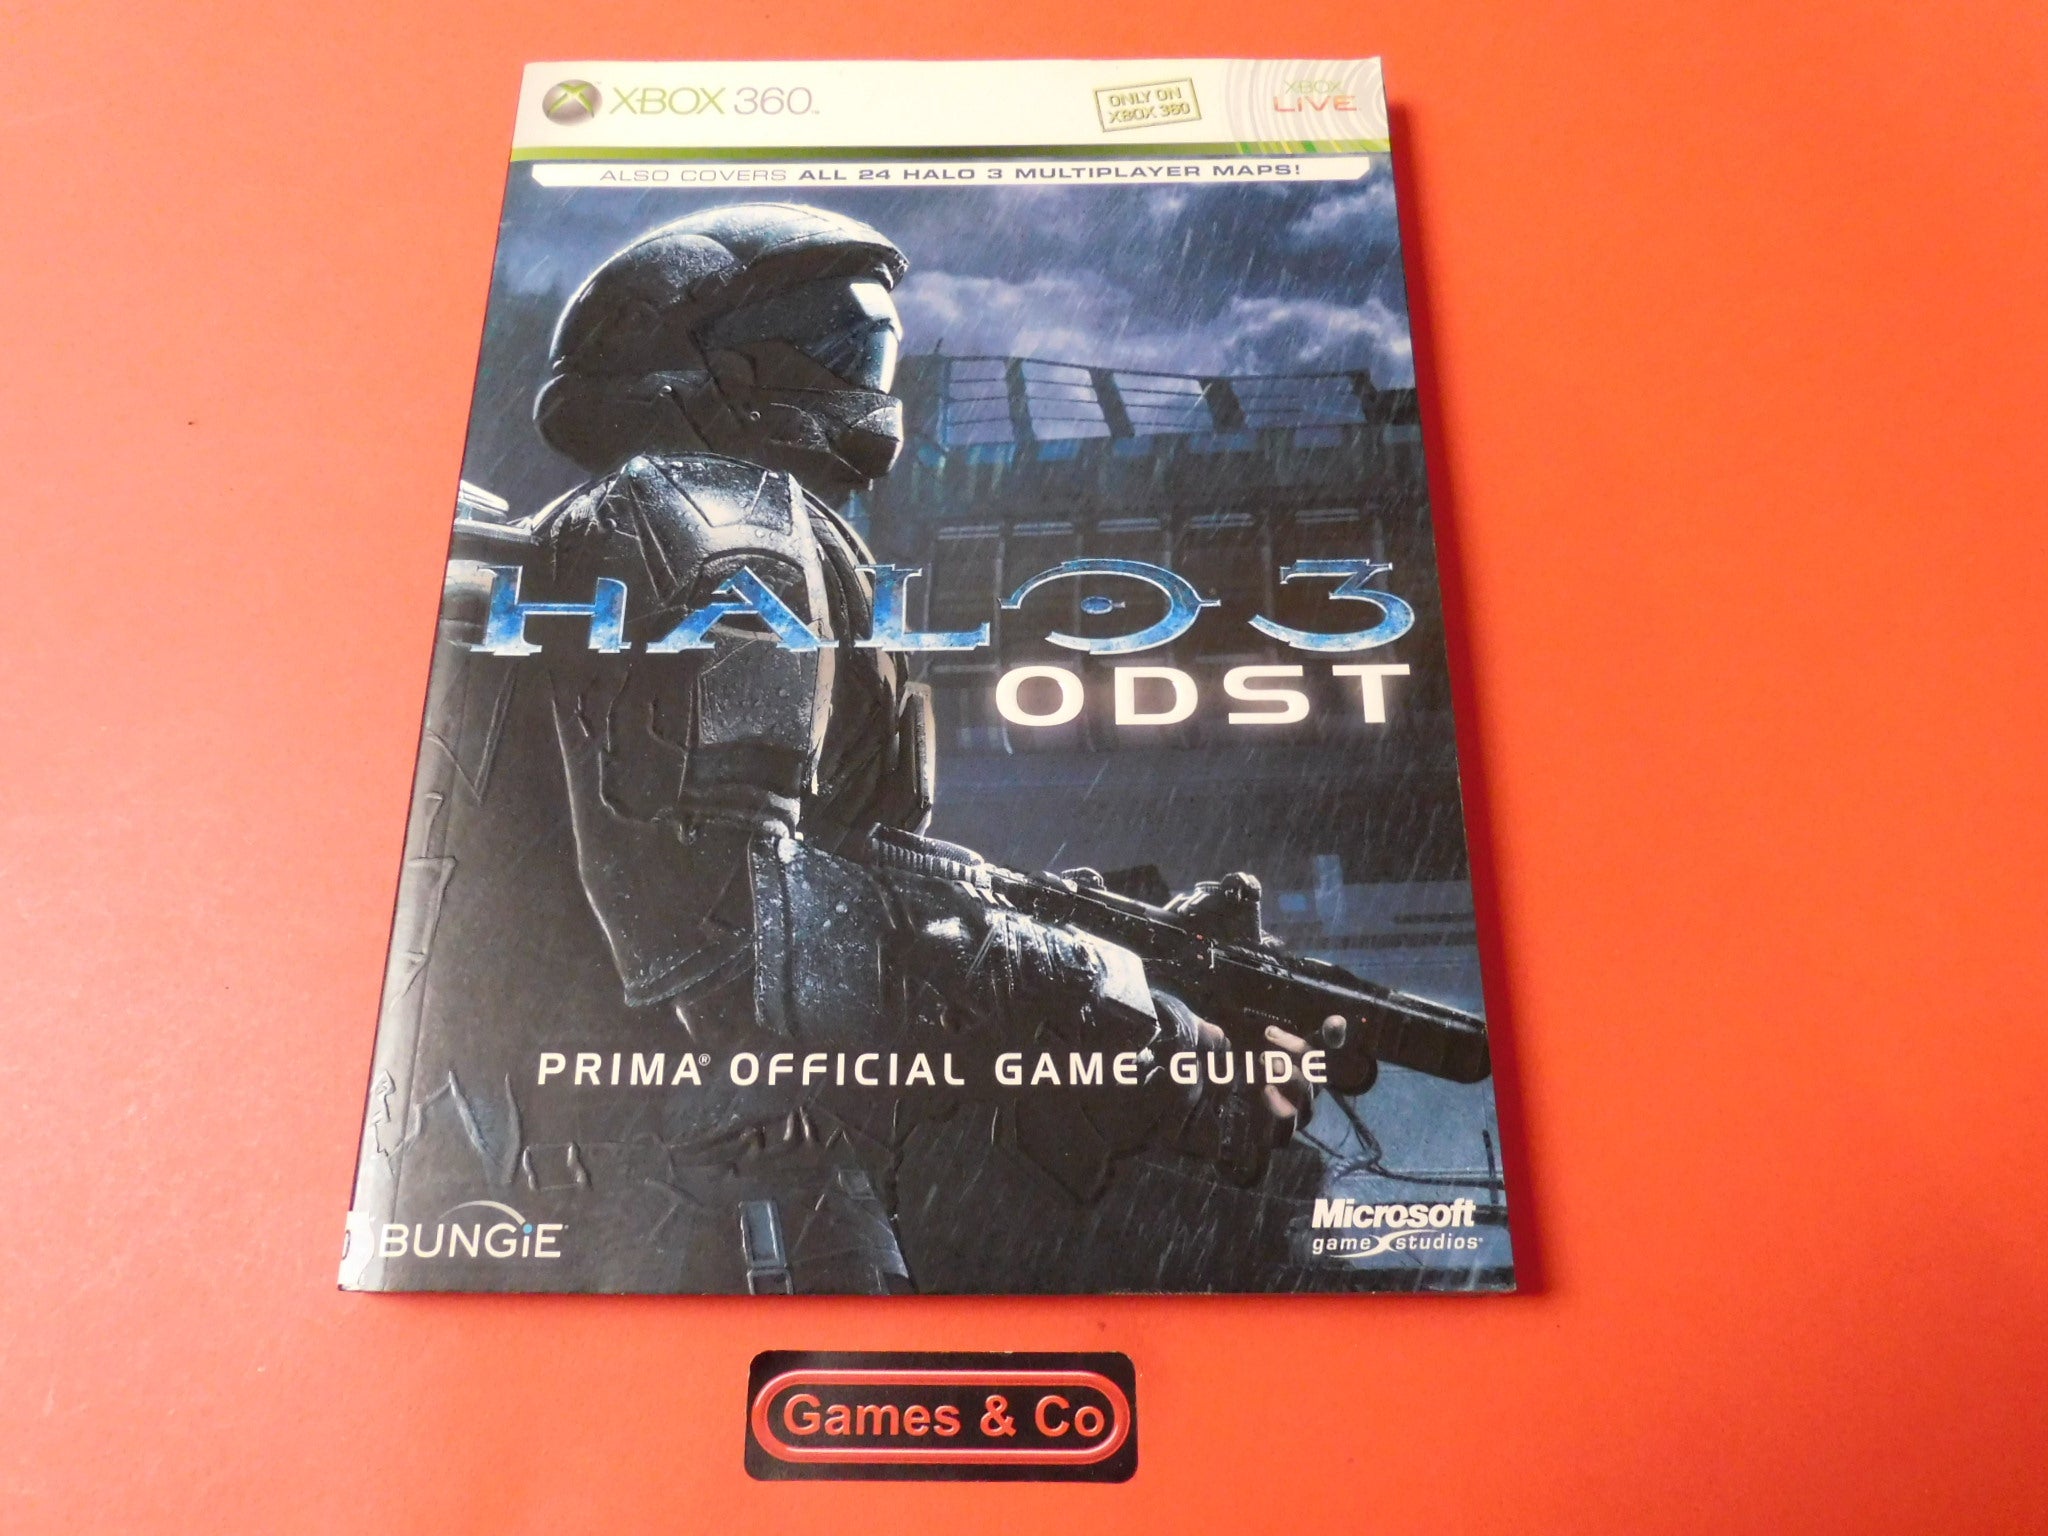 XBOX 360™
ONLY ON
XBOX 360
XBOX
LIVE
ALSO COVERS ALL 24 HALO 3 MULTIPLAYER MAPS!
HALO 3
ODST
PRIMA® OFFICIAL GAME GUIDE
BUNGiE
Microsoft
game studios
Games & Co